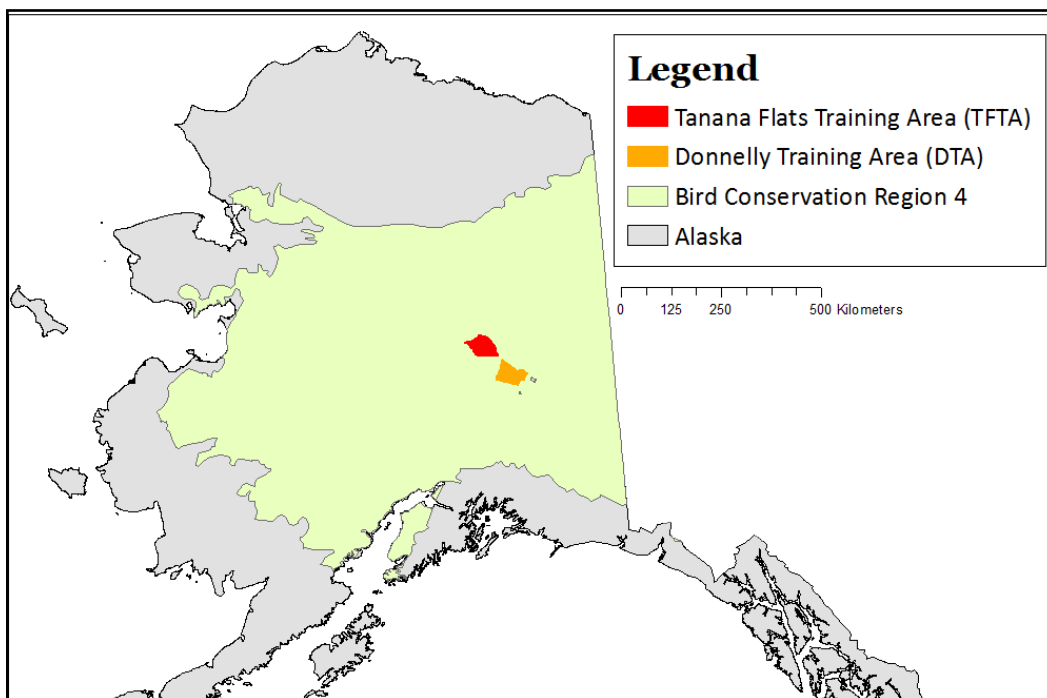 Legend
Tanana Flats Training Area (TFTA)
Donnelly Training Area (DTA)
Bird Conservation Region 4
Alaska
0 125 250 500 Kilometers